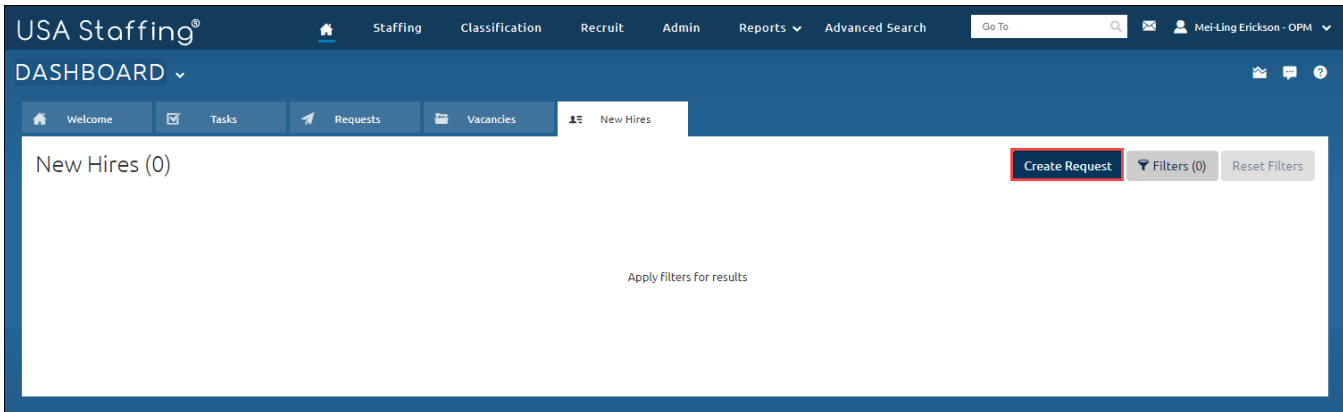 USA Staffing®
Staffing
Classification
Recruit
Admin
Reports
Advanced Search
Go To
Mei-Ling Erickson - OPM
DASHBOARD
Welcome
Tasks
Requests
Vacancies
New Hires
New Hires (0)
Create Request
Filters (0)
Reset Filters
Apply filters for results